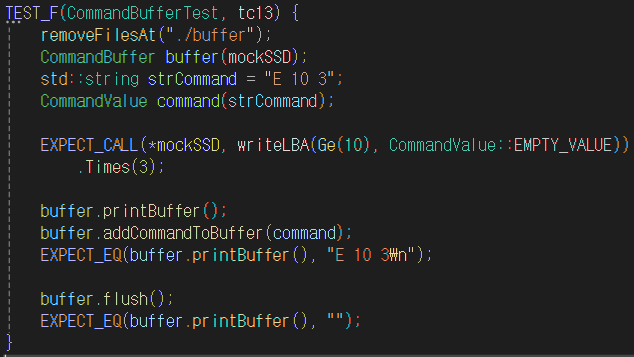 TEST_F(CommandBufferTest, tc13) {
removeFilesAt("./buffer");
CommandBuffer buffer(mockSSD);
std::string strCommand = "E 10 3";
CommandValue command(strCommand);
EXPECT_CALL(*mockSSD, writeLBA(Ge(10), CommandValue::EMPTY_VALUE))
.Times(3);
buffer.printBuffer();
buffer.addCommandToBuffer(command);
EXPECT_EQ(buffer.printBuffer(), "E 10 3₩n");
buffer.flush();
EXPECT_EQ(buffer.printBuffer(), "");
}